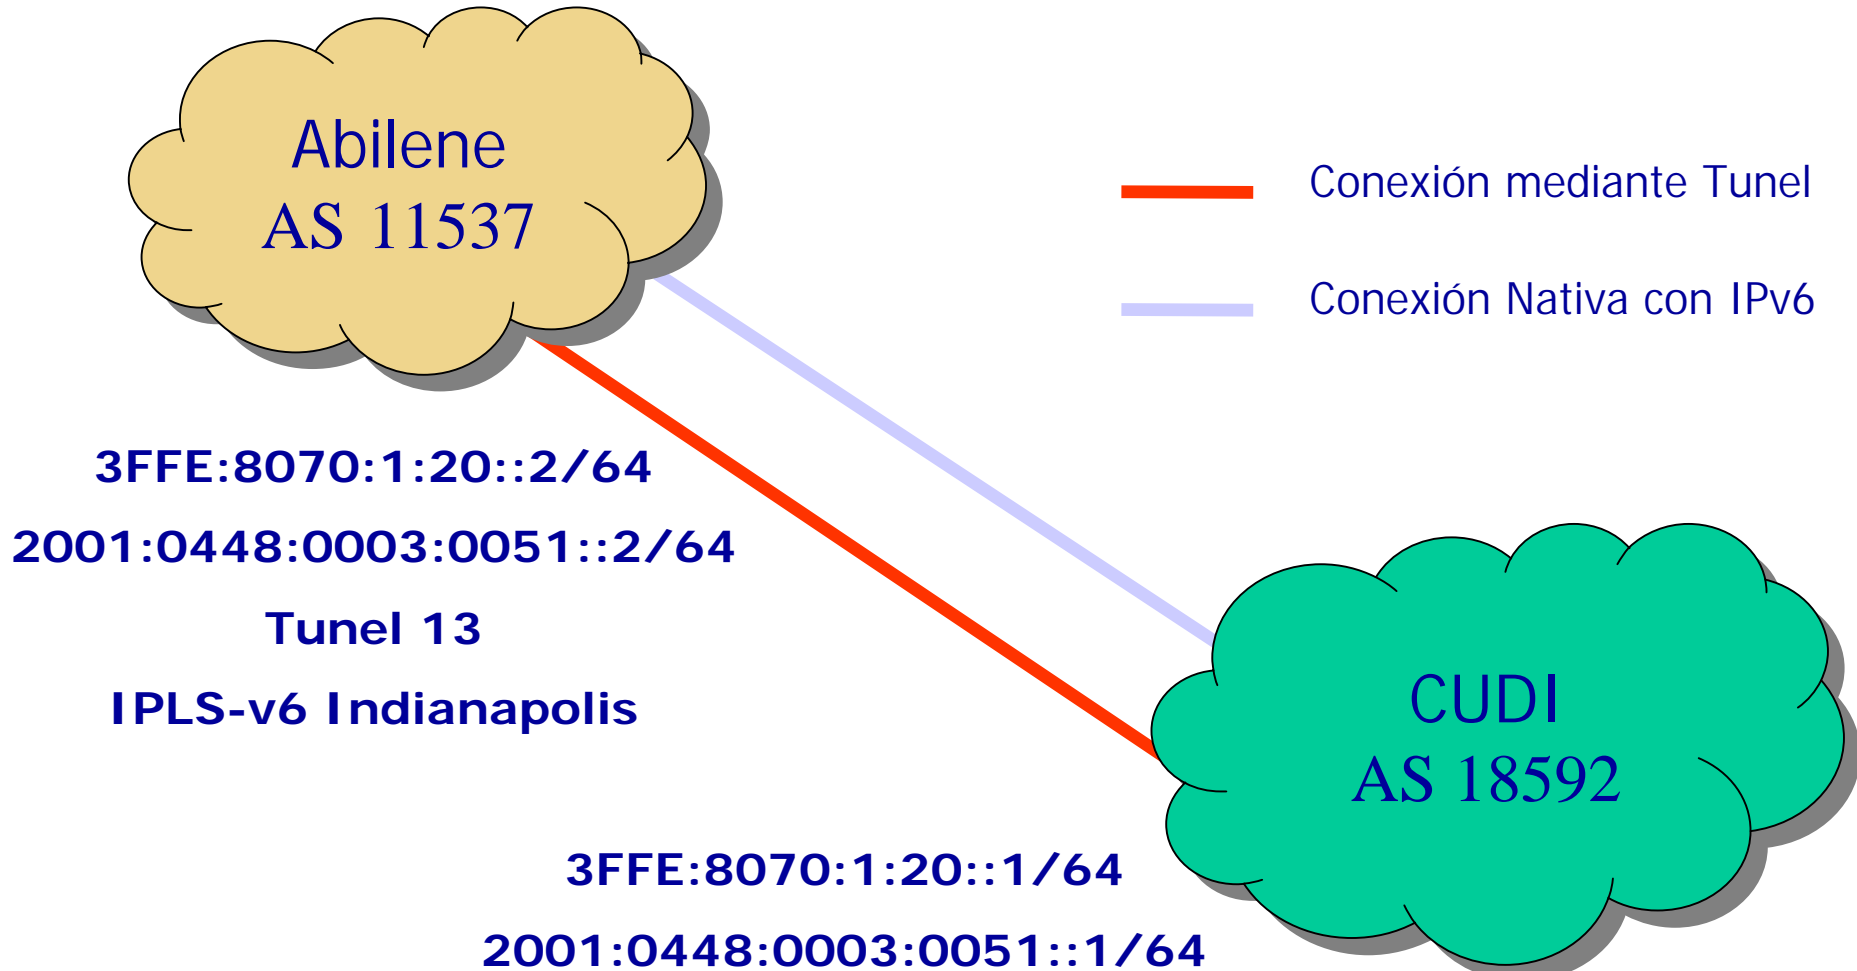 Abilene
AS 11537
Conexión mediante Tunel
Conexión Nativa con IPv6
3FFE:8070:1:20::2/64
2001:0448:0003:0051::2/64
Tunel 13
IPLS-v6 Indianapolis
CUDI
AS 18592
3FFE:8070:1:20::1/64
2001:0448:0003:0051::1/64